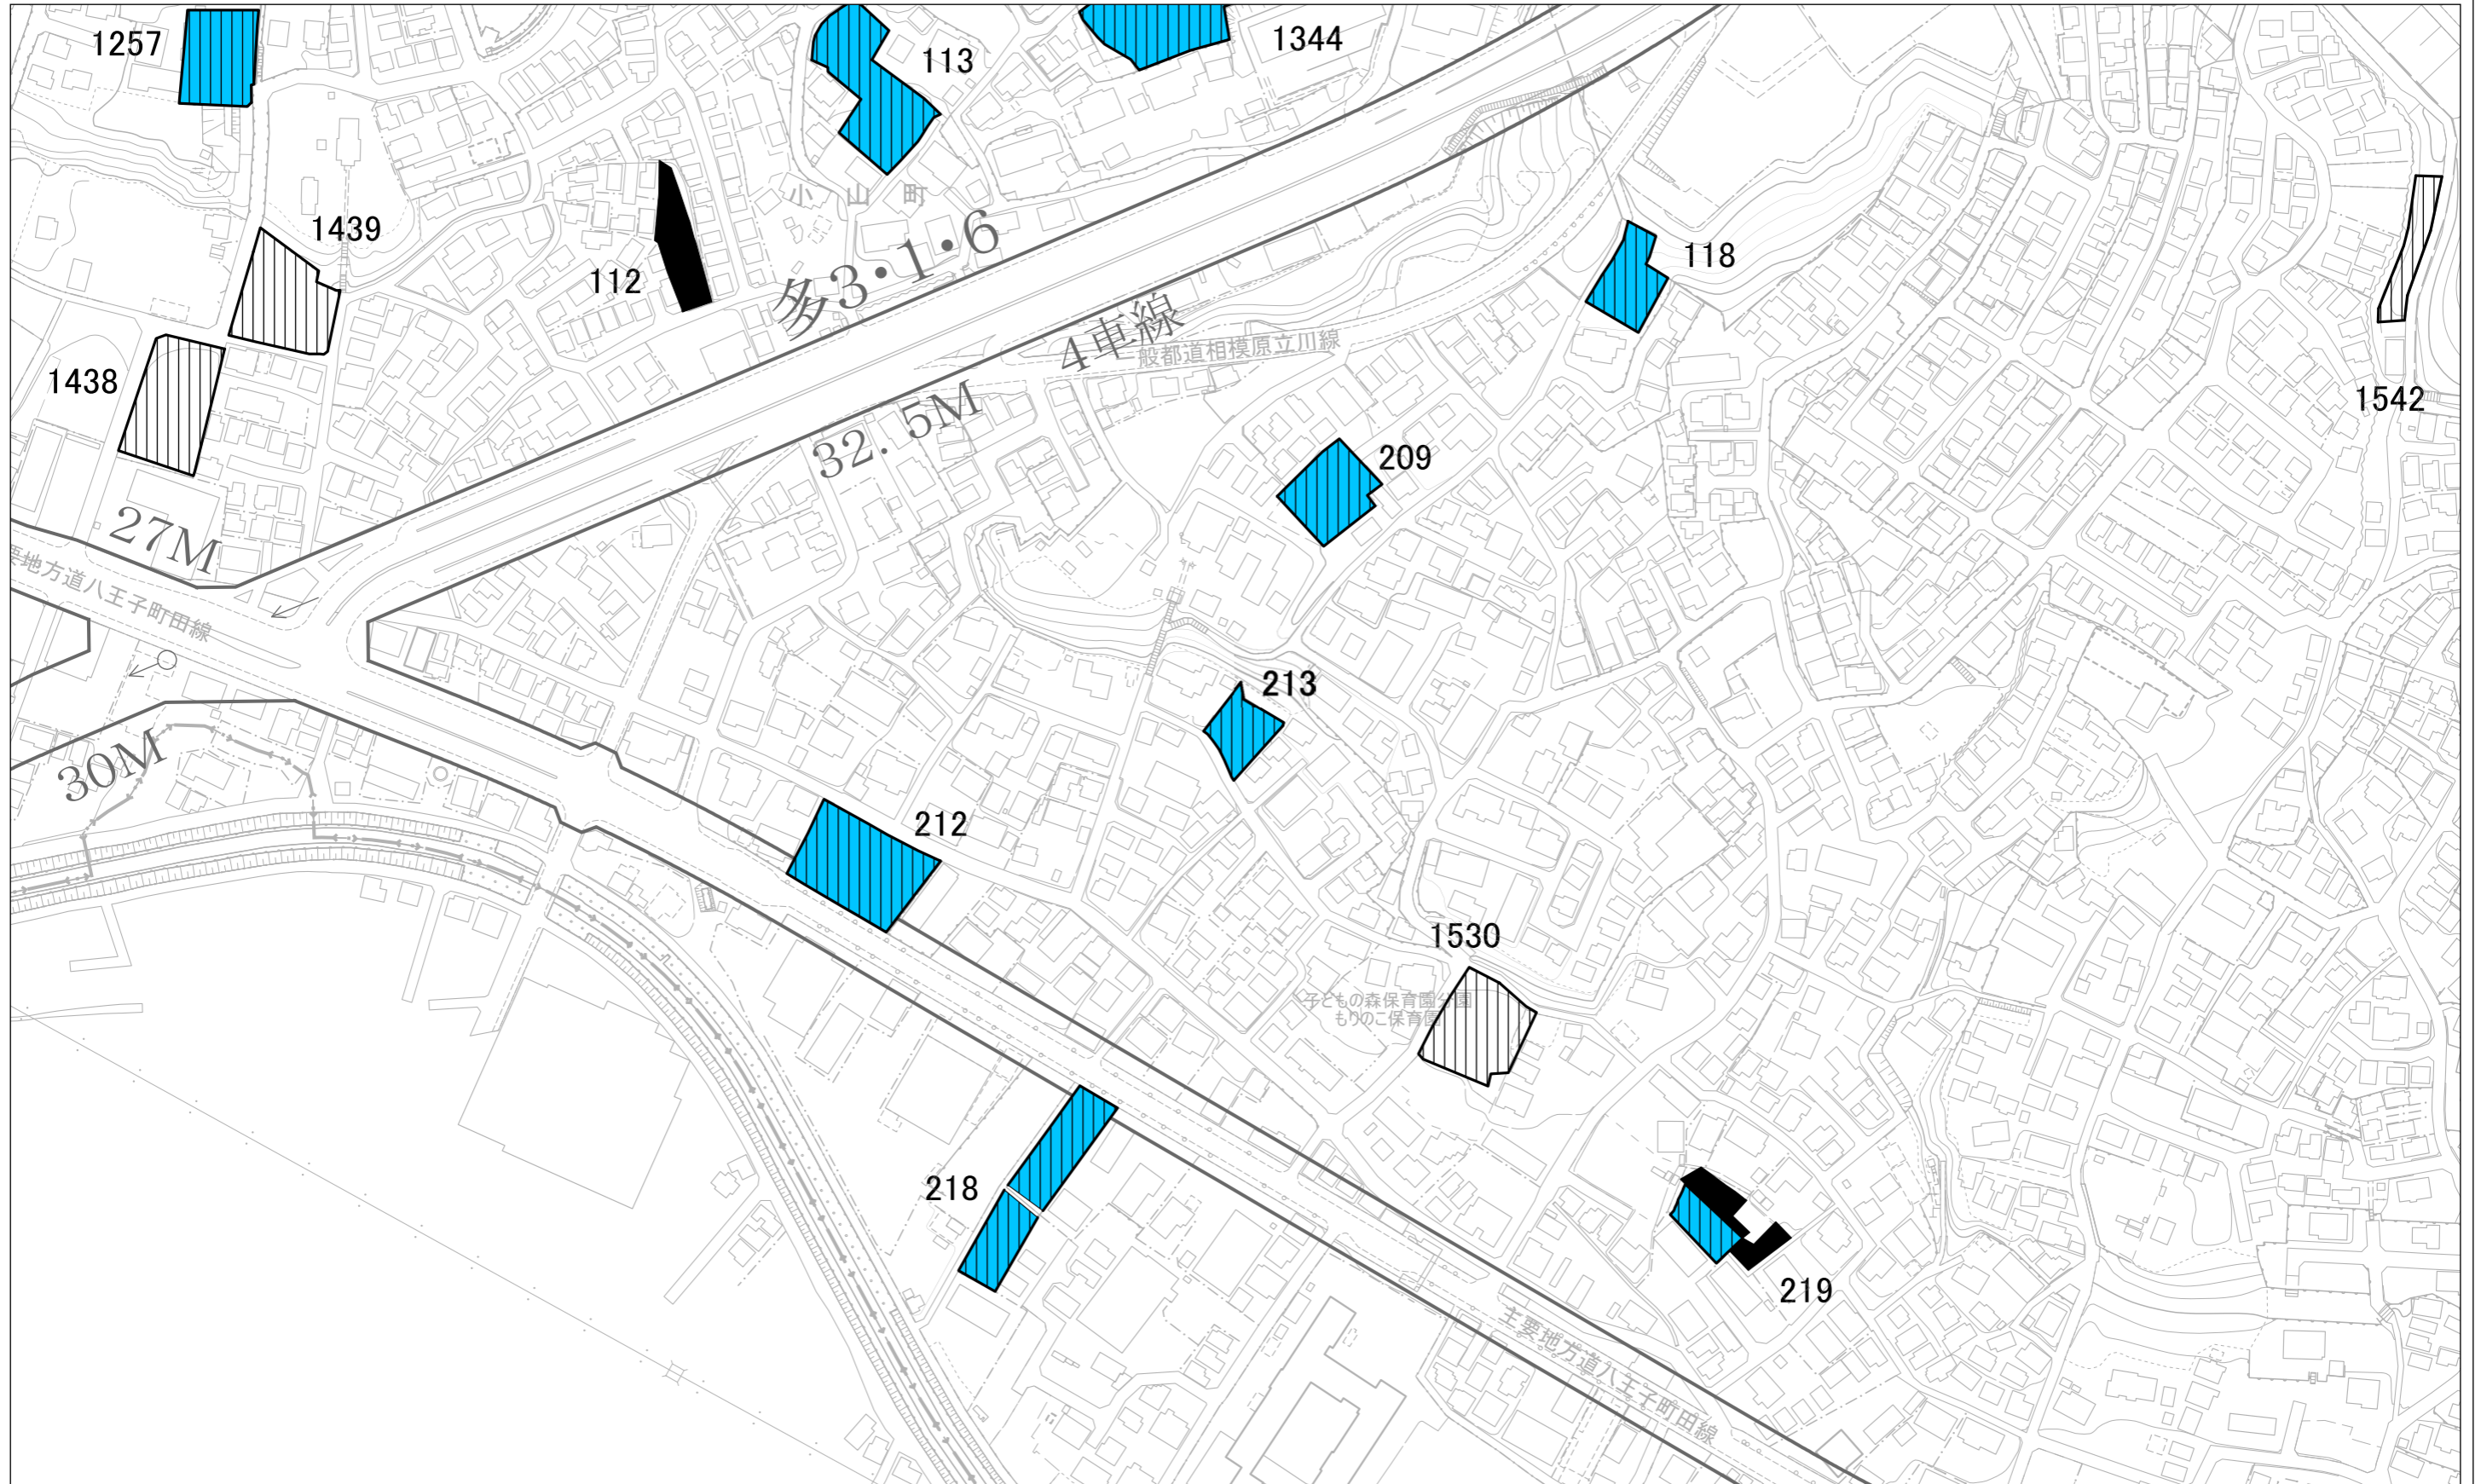 1257
113
1344
小山町
1439
112
118
多3・1・6
4車線
般都道相模原立川線
1438
1542
32.5M
209
27M
要地方道八王子町田線
213
30M
212
1530
子どもの森保育園分園
もりのこ保育園
218
219
主要地方道八王子町田線